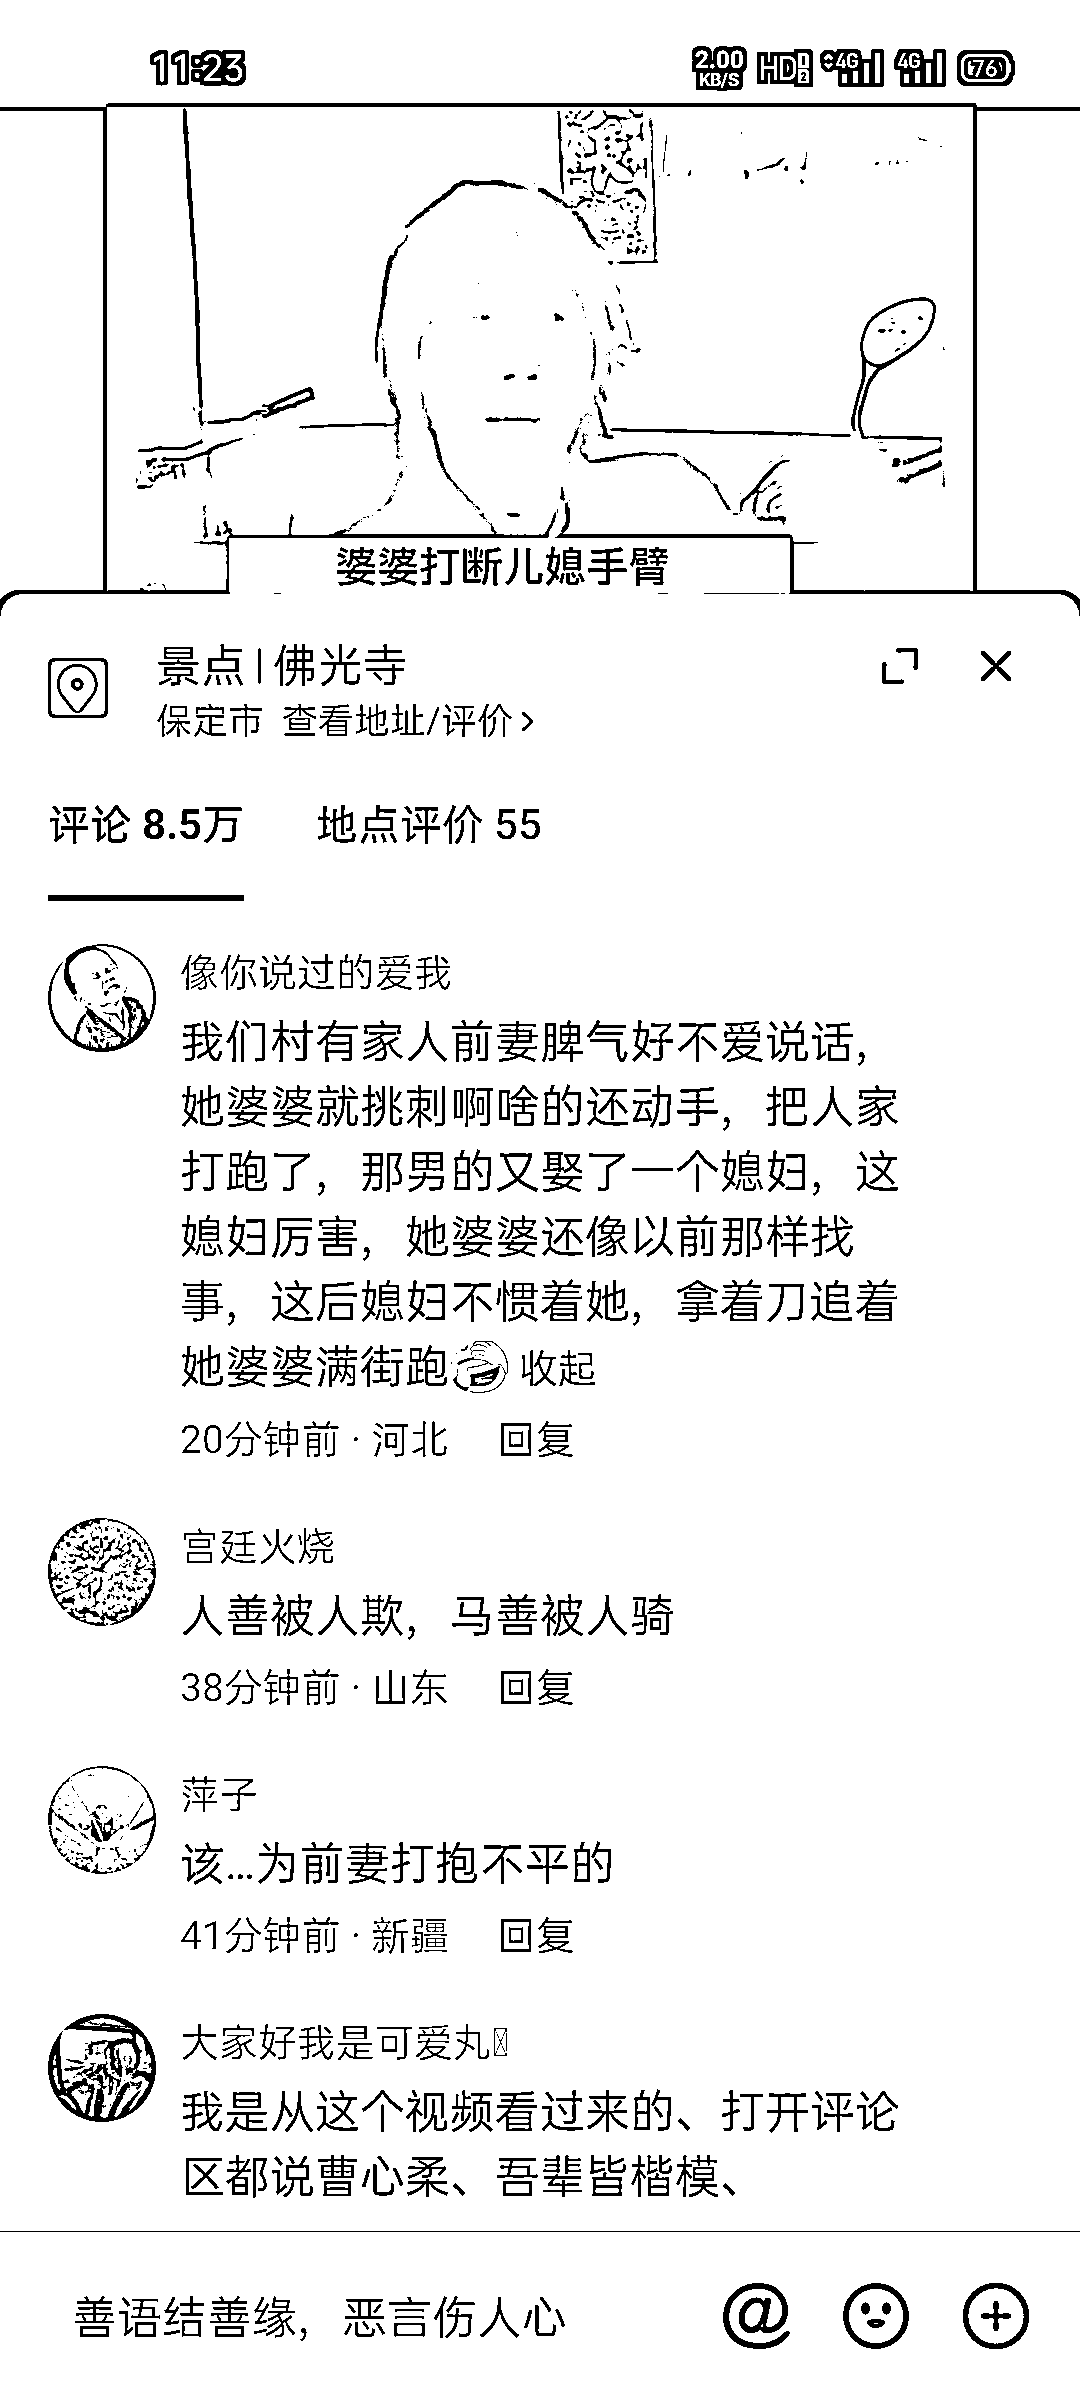 11:23
2.00 KB/S HD 1 2 4G 4G 76
婆婆打断儿媳手臂
景点 | 佛光寺
保定市 查看地址/评价 >
评论 8.5万 地点评价 55
像你说过的爱我
我们村有家人前妻脾气好不爱说话，
她婆婆就挑刺啊啥的还动手，把人家
打跑了，那男的又娶了一个媳妇，这
媳妇厉害，她婆婆还像以前那样找
事，这后媳妇不惯着她，拿着刀追着
她婆婆满街跑 收起
20分钟前 · 河北 回复
宫廷火烧
人善被人欺，马善被人骑
38分钟前 · 山东 回复
萍子
该...为前妻打抱不平的
41分钟前 · 新疆 回复
大家好我是可爱丸
我是从这个视频看过来的、打开评论
区都说曹心柔、吾辈皆楷模、
善语结善缘，恶言伤人心